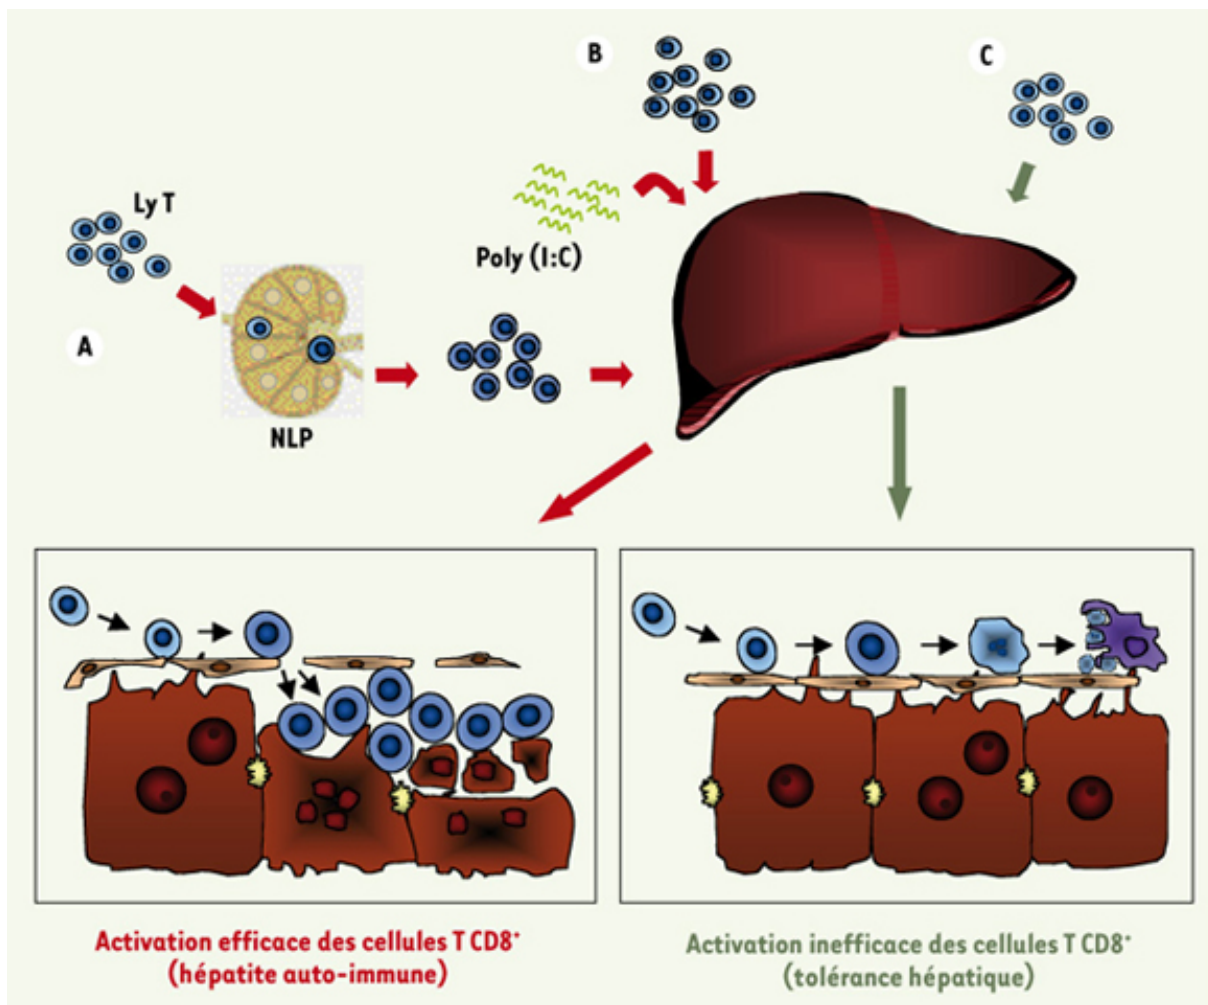 B
C
Ly T
Poly (I:C)
A
NLP
Activation efficace des cellules T CD8⁺
(hépatite auto-immune)
Activation inefficace des cellules T CD8⁺
(tolérance hépatique)